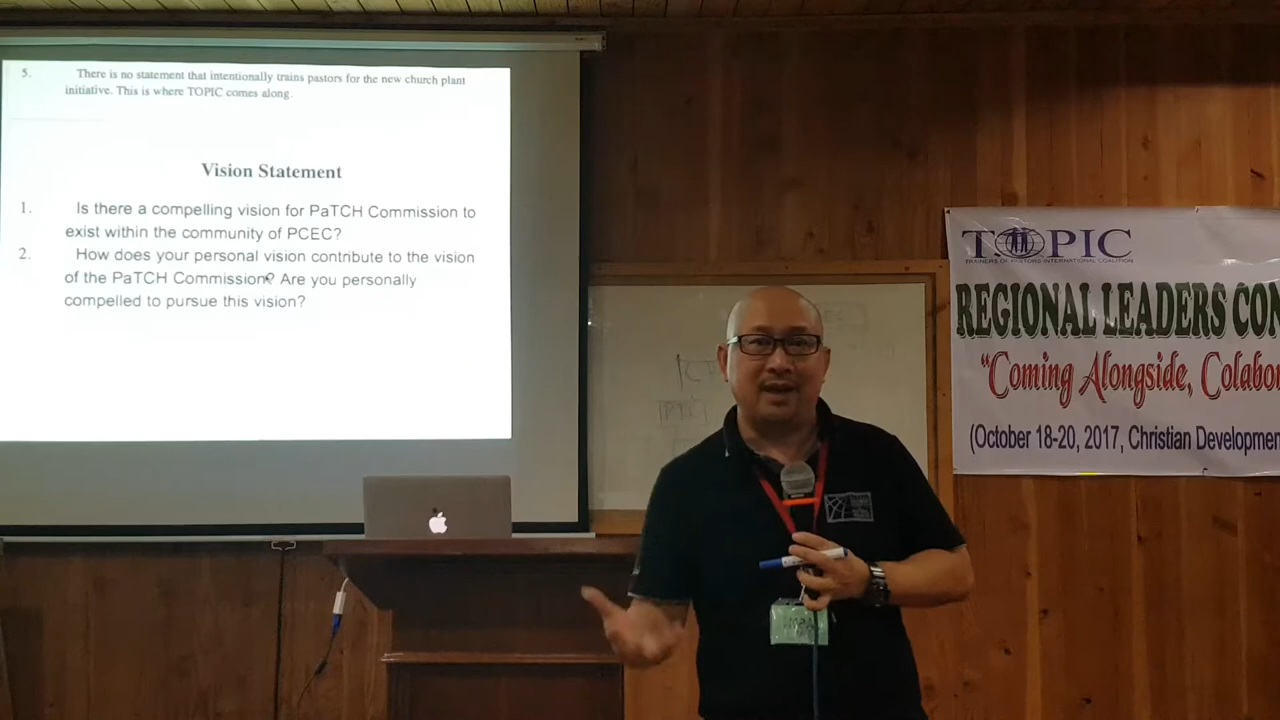 5. There is no statement that intentionally trains pastors for the new church plant
initiative. This is where TOPIC comes along.
Vision Statement
1. Is there a compelling vision for PaTCH Commission to
exist within the community of PCEC?
2. How does your personal vision contribute to the vision
of the PaTCH Commission? Are you personally
compelled to pursue this vision?
TOPIC
TRAINERS OF PASTORS INTERNATIONAL COALITION
REGIONAL LEADERS CON
"Coming Alongside, Colabor
(October 18-20, 2017, Christian Developmen